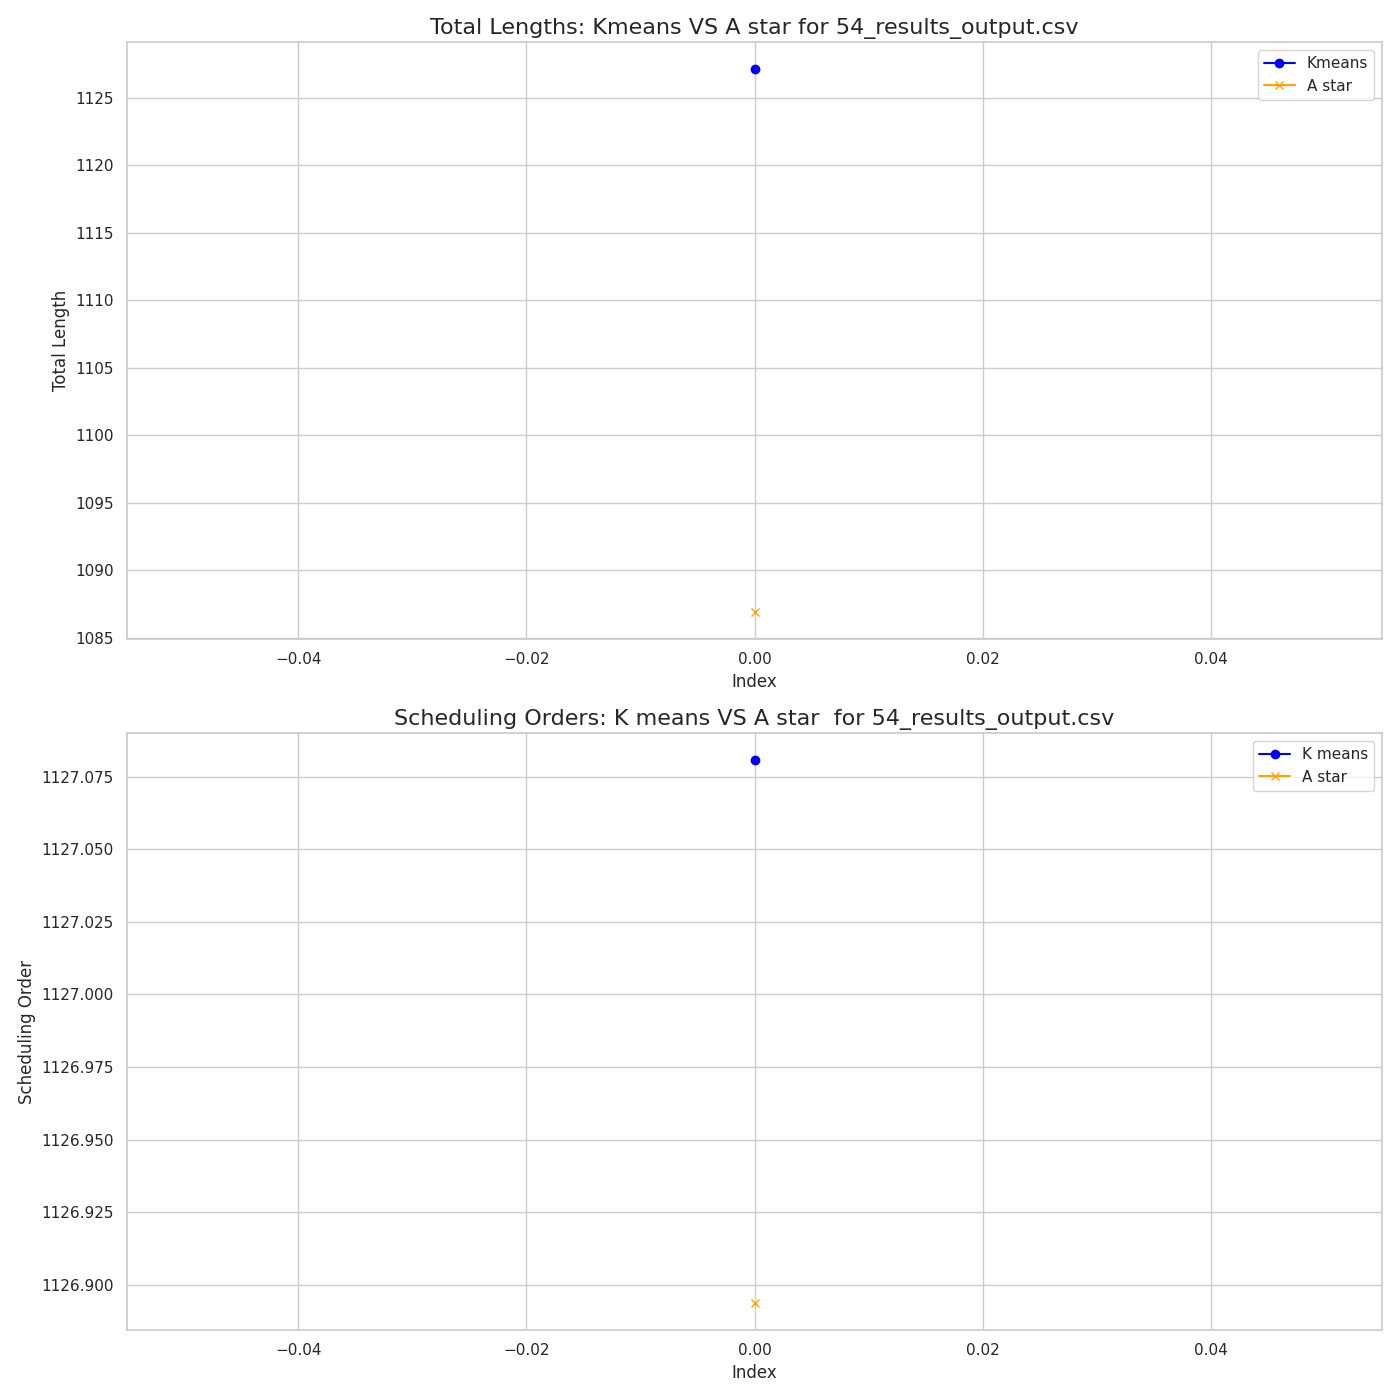 Total Lengths: Kmeans VS A star for 54_results_output.csv
Kmeans
A star
1125
1120
1115
1110
1105
1100
1095
1090
1085
Total Length
−0.04
−0.02
0.00
0.02
0.04
Index
Scheduling Orders: K means VS A star  for 54_results_output.csv
K means
A star
1127.075
1127.050
1127.025
1127.000
1126.975
1126.950
1126.925
1126.900
Scheduling Order
−0.04
−0.02
0.00
0.02
0.04
Index